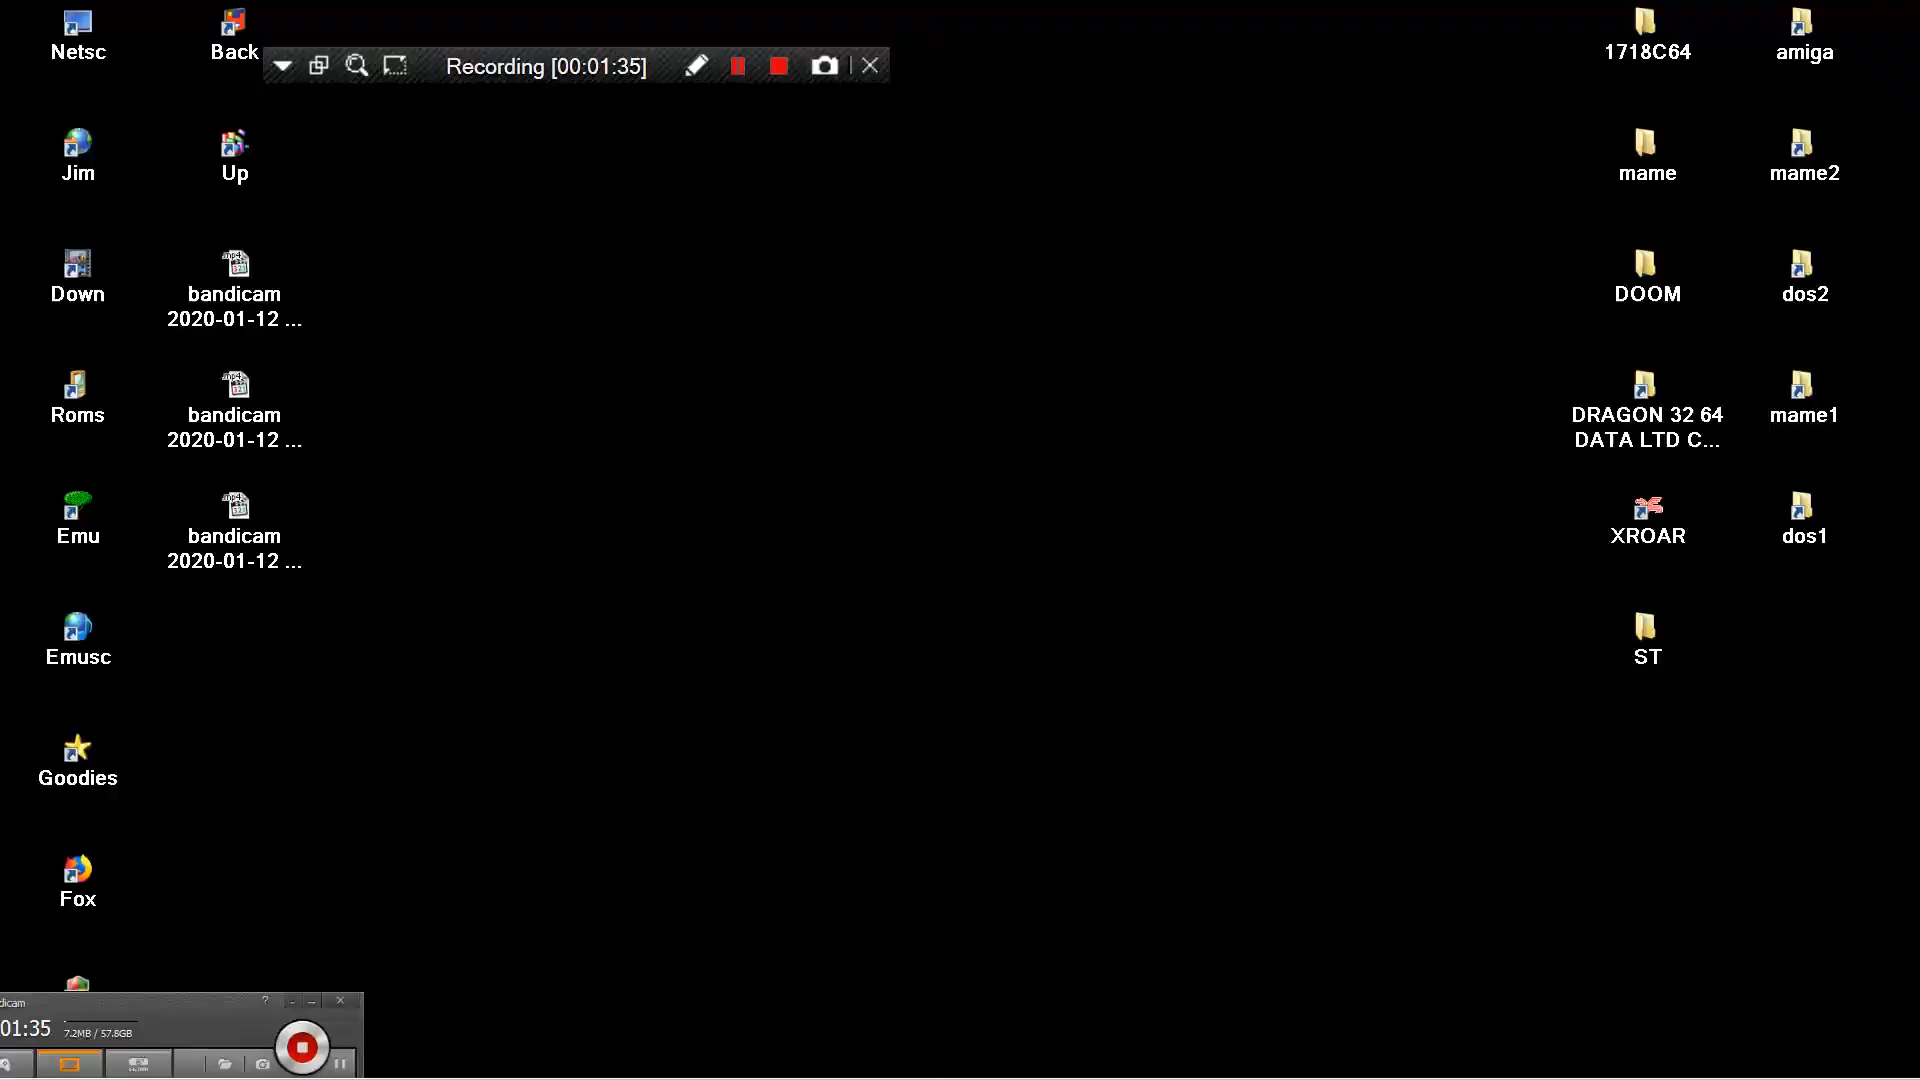 Netsc
Back
Recording [00:01:35]
1718C64
amiga
Jim
Up
mame
mame2
Down
bandicam
2020-01-12 ...
DOOM
dos2
Roms
bandicam
2020-01-12 ...
DRAGON 32 64
DATA LTD C...
mame1
Emu
bandicam
2020-01-12 ...
XROAR
dos1
Emusc
ST
Goodies
Fox
dicam
01:35
7.2MB / 57.8GB